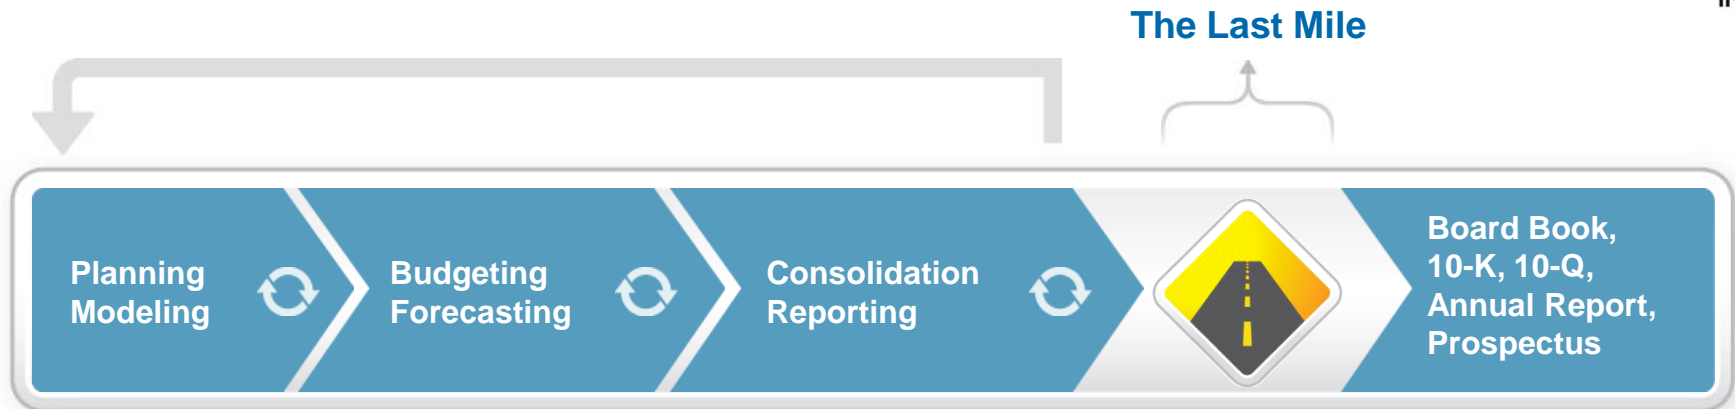 The Last Mile
Planning
Modeling
Budgeting
Forecasting
Consolidation
Reporting
Board Book,
10-K, 10-Q,
Annual Report,
Prospectus